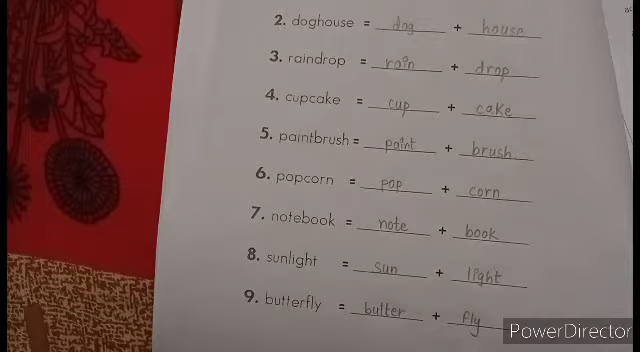 2. doghouse = dog + house
3. raindrop = rain + drop
4. cupcake = cup + cake
5. paintbrush = paint + brush
6. popcorn = pop + corn
7. notebook = note + book
8. sunlight = sun + light
9. butterfly = butter + fly
PowerDirector